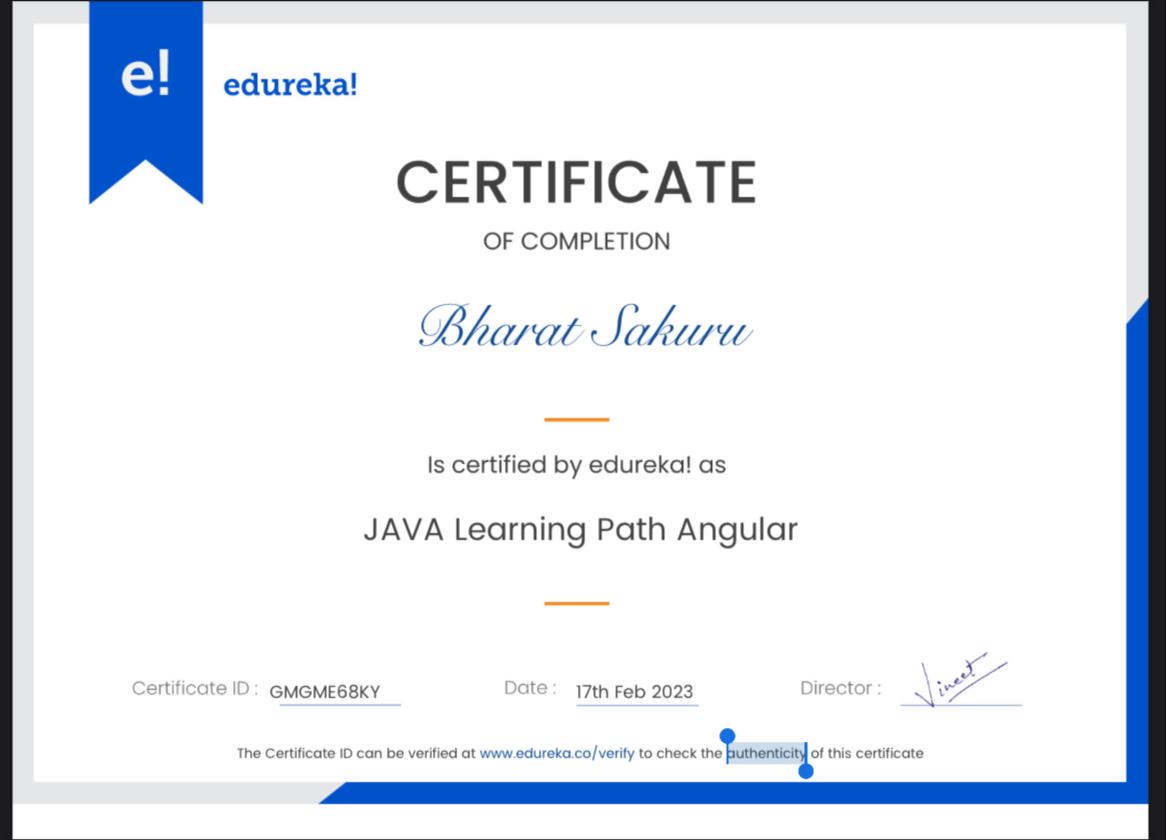 e!
edureka!
CERTIFICATE
OF COMPLETION
Bharat Sakuru
Is certified by edureka! as
JAVA Learning Path Angular
Certificate ID : GMGME68KY Date : 17th Feb 2023 Director : Vineet
The Certificate ID can be verified at www.edureka.co/verify to check the authenticity of this certificate